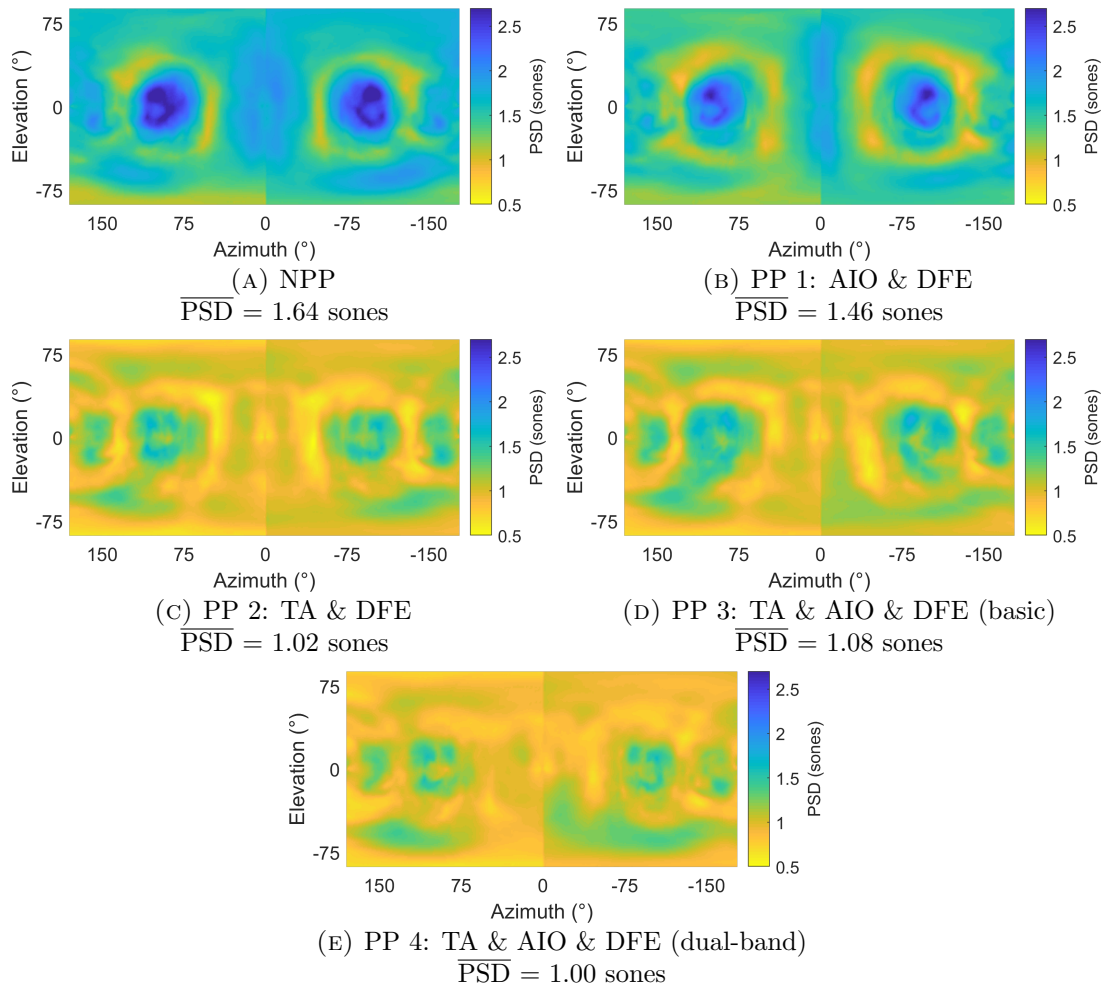 75
0
-75
Elevation (°)
150 75 0 -75 -150
Azimuth (°)
2.5
2
1.5
1
0.5
PSD (sones)
(A) NPP
PSD = 1.64 sones
75
0
-75
Elevation (°)
150 75 0 -75 -150
Azimuth (°)
2.5
2
1.5
1
0.5
PSD (sones)
(B) PP 1: AIO & DFE
PSD = 1.46 sones
75
0
-75
Elevation (°)
150 75 0 -75 -150
Azimuth (°)
2.5
2
1.5
1
0.5
PSD (sones)
(C) PP 2: TA & DFE
PSD = 1.02 sones
75
0
-75
Elevation (°)
150 75 0 -75 -150
Azimuth (°)
2.5
2
1.5
1
0.5
PSD (sones)
(D) PP 3: TA & AIO & DFE (basic)
PSD = 1.08 sones
75
0
-75
Elevation (°)
150 75 0 -75 -150
Azimuth (°)
2.5
2
1.5
1
0.5
PSD (sones)
(E) PP 4: TA & AIO & DFE (dual-band)
PSD = 1.00 sones